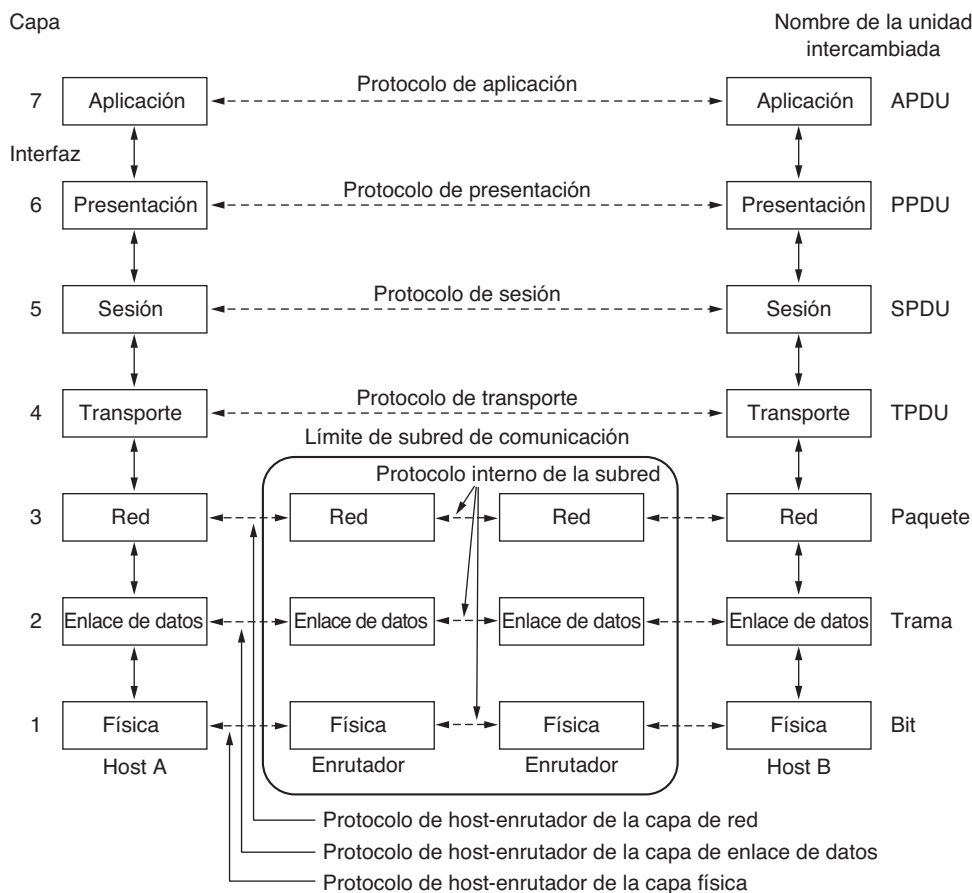 Capa
Nombre de la unidad
intercambiada
7
Aplicación
Protocolo de aplicación
Aplicación
APDU
Interfaz
6
Presentación
Protocolo de presentación
Presentación
PPDU
5
Sesión
Protocolo de sesión
Sesión
SPDU
4
Transporte
Protocolo de transporte
Transporte
TPDU
Límite de subred de comunicación
Protocolo interno de la subred
3
Red
Red
Red
Red
Paquete
2
Enlace de datos
Enlace de datos
Enlace de datos
Enlace de datos
Trama
1
Física
Física
Física
Física
Bit
Host A
Enrutador
Enrutador
Host B
Protocolo de host-enrutador de la capa de red
Protocolo de host-enrutador de la capa de enlace de datos
Protocolo de host-enrutador de la capa física